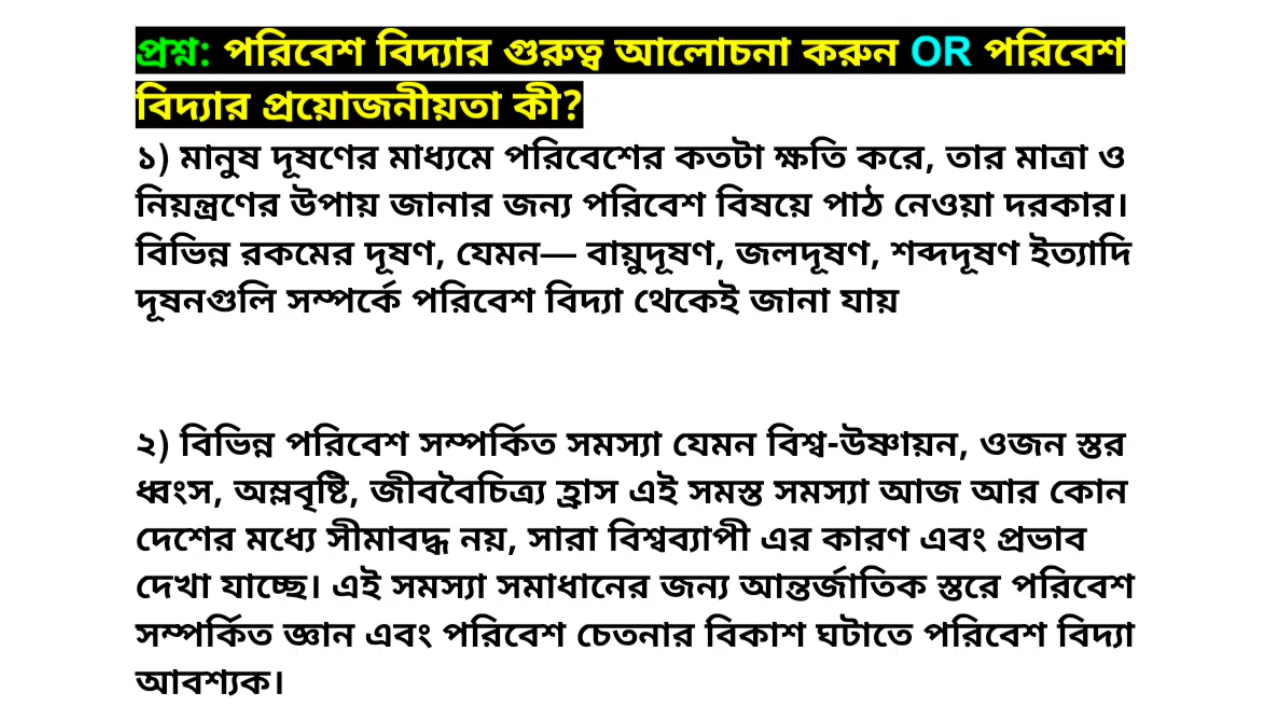 প্রশ্ন: পরিবেশ বিদ্যার গুরুত্ব আলোচনা করুন OR পরিবেশ
বিদ্যার প্রয়োজনীয়তা কী?
১) মানুষ দূষণের মাধ্যমে পরিবেশের কতটা ক্ষতি করে, তার মাত্রা ও
নিয়ন্ত্রণের উপায় জানার জন্য পরিবেশ বিষয়ে পাঠ নেওয়া দরকার।
বিভিন্ন রকমের দূষণ, যেমন— বায়ুদূষণ, জলদূষণ, শব্দদূষণ ইত্যাদি
দূষনগুলি সম্পর্কে পরিবেশ বিদ্যা থেকেই জানা যায়
২) বিভিন্ন পরিবেশ সম্পর্কিত সমস্যা যেমন বিশ্ব-উষ্ণায়ন, ওজন স্তর
ধ্বংস, অম্লবৃষ্টি, জীববৈচিত্র্য হ্রাস এই সমস্ত সমস্যা আজ আর কোন
দেশের মধ্যে সীমাবদ্ধ নয়, সারা বিশ্বব্যাপী এর কারণ এবং প্রভাব
দেখা যাচ্ছে। এই সমস্যা সমাধানের জন্য আন্তর্জাতিক স্তরে পরিবেশ
সম্পর্কিত জ্ঞান এবং পরিবেশ চেতনার বিকাশ ঘটাতে পরিবেশ বিদ্যা
আবশ্যক।